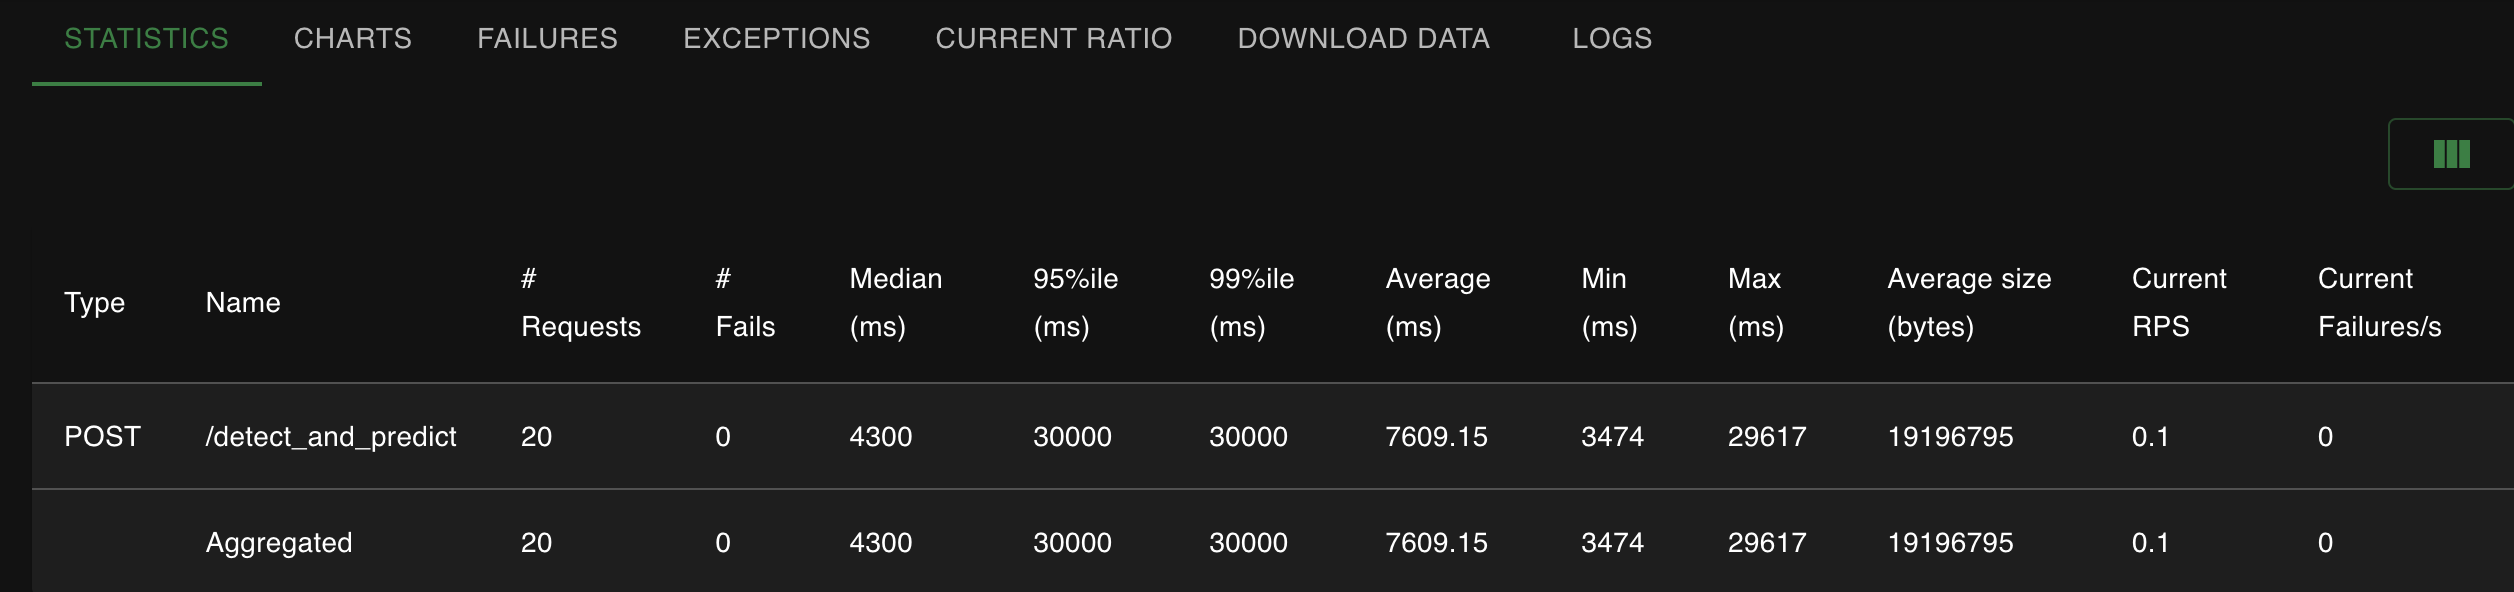 STATISTICS CHARTS FAILURES EXCEPTIONS CURRENT RATIO DOWNLOAD DATA LOGS
Type Name # Requests # Fails Median (ms) 95%ile (ms) 99%ile (ms) Average (ms) Min (ms) Max (ms) Average size (bytes) Current RPS Current Failures/s
POST /detect_and_predict 20 0 4300 30000 30000 7609.15 3474 29617 19196795 0.1 0
Aggregated 20 0 4300 30000 30000 7609.15 3474 29617 19196795 0.1 0